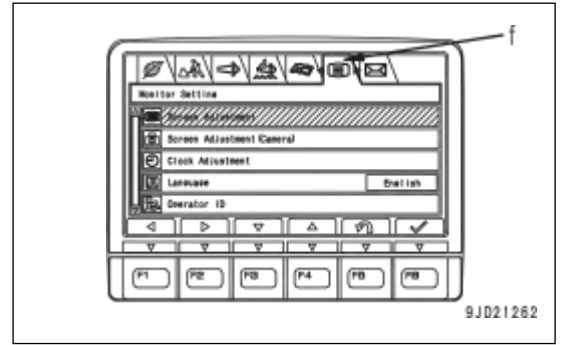 f
Monitor Setting
Screen Adjustment
Screen Adjustment (Camera)
Clock Adjustment
Language English
Operator ID
F1 F2 F3 F4 F5 F6
9JD21262